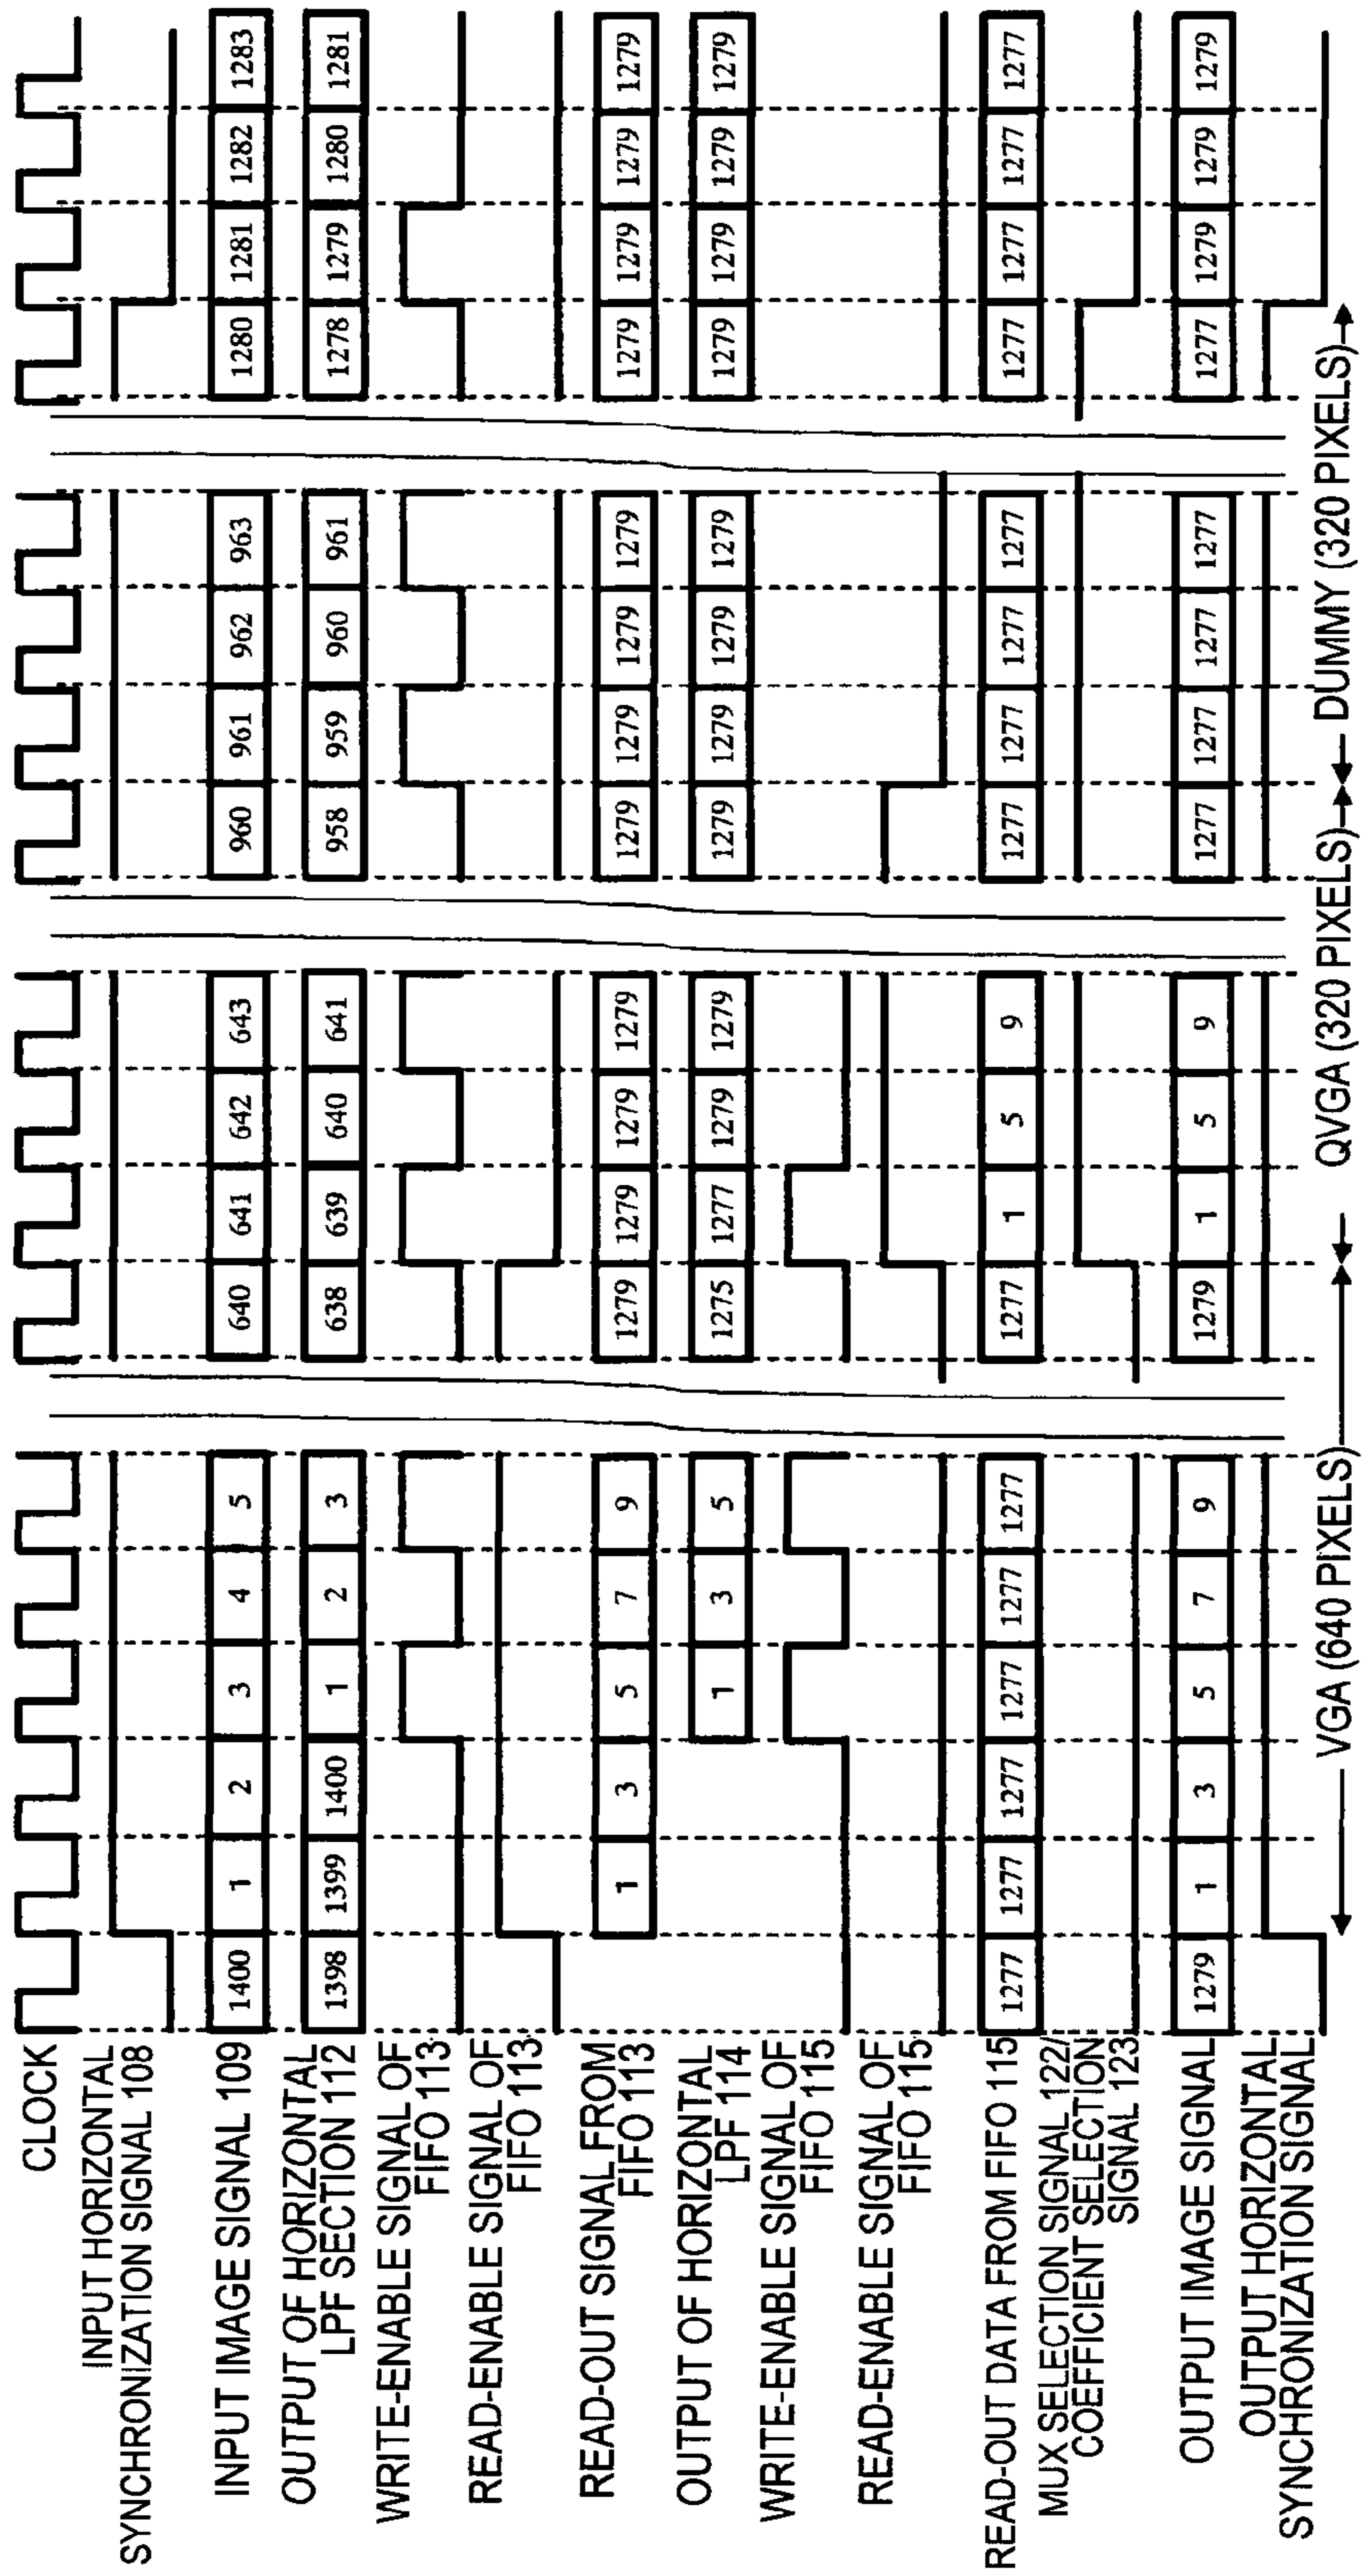 CLOCK
INPUT HORIZONTAL
SYNCHRONIZATION SIGNAL 108
INPUT IMAGE SIGNAL 109
1400 1 2 3 4 5 640 641 642 643 960 961 962 963 1280 1281 1282 1283
OUTPUT OF HORIZONTAL
LPF SECTION 112
1398 1399 1400 1 2 3 638 639 640 641 958 959 960 961 1278 1279 1280 1281
WRITE-ENABLE SIGNAL OF
FIFO 113
READ-ENABLE SIGNAL OF
FIFO 113
READ-OUT SIGNAL FROM
FIFO 113
1 3 5 7 9 1279 1279 1279 1279 1279 1279 1279 1279 1279 1279 1279 1279
OUTPUT OF HORIZONTAL
LPF 114
1 3 5 1275 1277 1279 1279 1279 1279 1279 1279 1279 1279 1279 1279
WRITE-ENABLE SIGNAL OF
FIFO 115
READ-ENABLE SIGNAL OF
FIFO 115
READ-OUT DATA FROM FIFO 115
1277 1277 1277 1277 1277 1277 1277 1 5 9 1277 1277 1277 1277 1277 1277 1277 1277
MUX SELECTION SIGNAL 122/
COEFFICIENT SELECTION
SIGNAL 123
OUTPUT IMAGE SIGNAL
1279 1 3 5 7 9 1279 1 5 9 1277 1277 1277 1277 1277 1279 1279 1279
OUTPUT HORIZONTAL
SYNCHRONIZATION SIGNAL
VGA (640 PIXELS) QVGA (320 PIXELS) DUMMY (320 PIXELS)